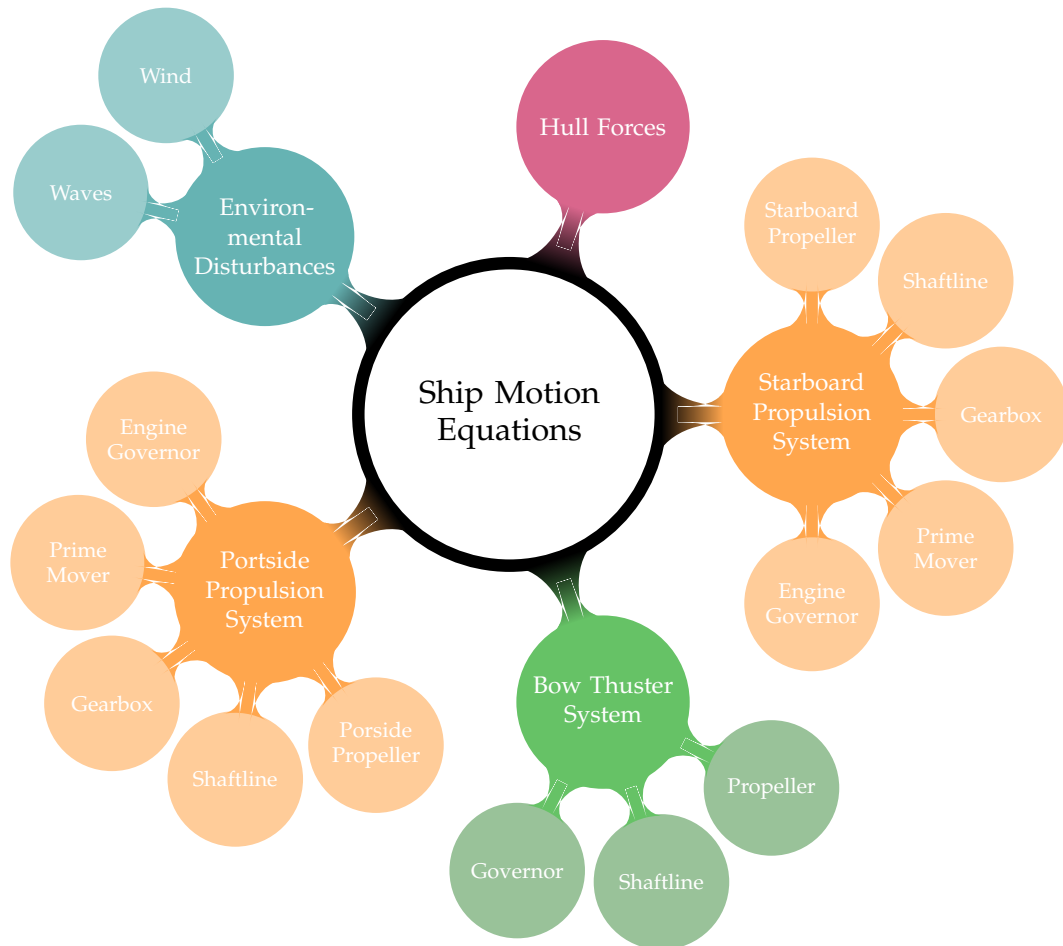 Wind
Waves
Environ-
mental
Disturbances
Hull Forces
Starboard
Propeller
Shaftline
Gearbox
Prime
Mover
Engine
Governor
Starboard
Propulsion
System
Ship Motion
Equations
Engine
Governor
Prime
Mover
Gearbox
Shaftline
Porside
Propeller
Portside
Propulsion
System
Bow Thuster
System
Propeller
Shaftline
Governor